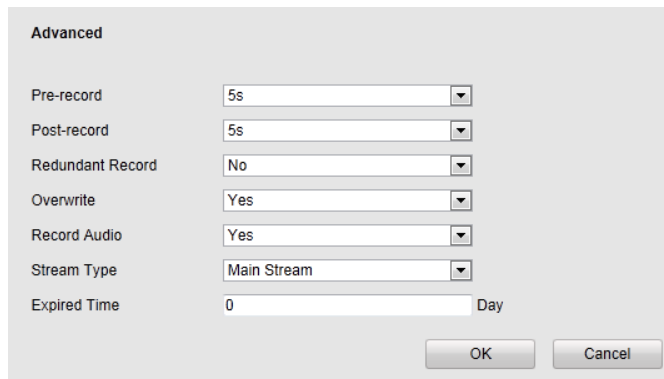 Advanced
Pre-record 5s
Post-record 5s
Redundant Record No
Overwrite Yes
Record Audio Yes
Stream Type Main Stream
Expired Time 0 Day
OK Cancel